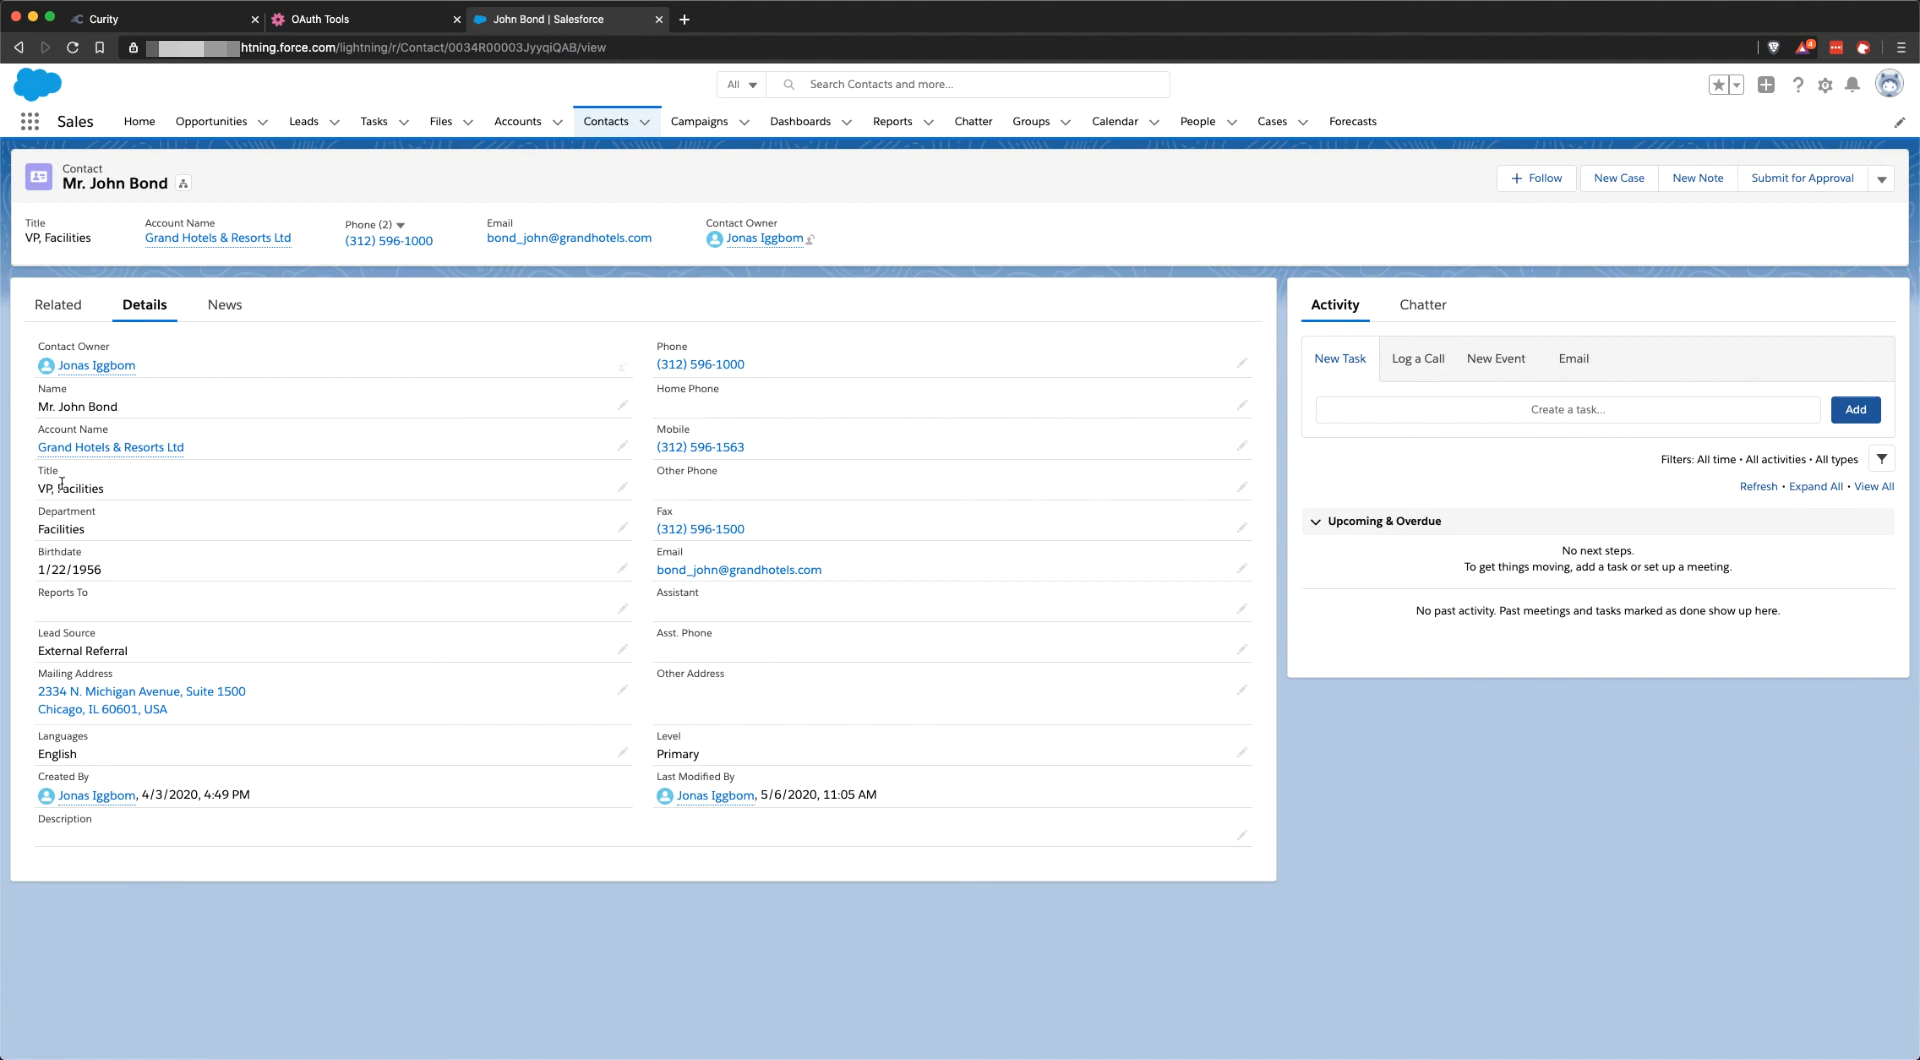 Curity
OAuth Tools
John Bond | Salesforce
htning.force.com/lightning/r/Contact/0034R00003JyyqiQAB/view
4
All
Search Contacts and more...
Sales
Home
Opportunities
Leads
Tasks
Files
Accounts
Contacts
Campaigns
Dashboards
Reports
Chatter
Groups
Calendar
People
Cases
Forecasts
Contact
Mr. John Bond
+ Follow
New Case
New Note
Submit for Approval
Title
VP, Facilities
Account Name
Grand Hotels & Resorts Ltd
Phone (2)
(312) 596-1000
Email
bond_john@grandhotels.com
Contact Owner
Jonas Iggbom
Related
Details
News
Contact Owner
Jonas Iggbom
Phone
(312) 596-1000
Name
Mr. John Bond
Home Phone
Account Name
Grand Hotels & Resorts Ltd
Mobile
(312) 596-1563
Title
VP, Facilities
Other Phone
Department
Facilities
Fax
(312) 596-1500
Birthdate
1/22/1956
Email
bond_john@grandhotels.com
Reports To
Assistant
Lead Source
External Referral
Asst. Phone
Mailing Address
2334 N. Michigan Avenue, Suite 1500
Chicago, IL 60601, USA
Other Address
Languages
English
Level
Primary
Created By
Jonas Iggbom, 4/3/2020, 4:49 PM
Last Modified By
Jonas Iggbom, 5/6/2020, 11:05 AM
Description
Activity
Chatter
New Task
Log a Call
New Event
Email
Create a task...
Add
Filters: All time • All activities • All types
Refresh • Expand All • View All
Upcoming & Overdue
No next steps.
To get things moving, add a task or set up a meeting.
No past activity. Past meetings and tasks marked as done show up here.